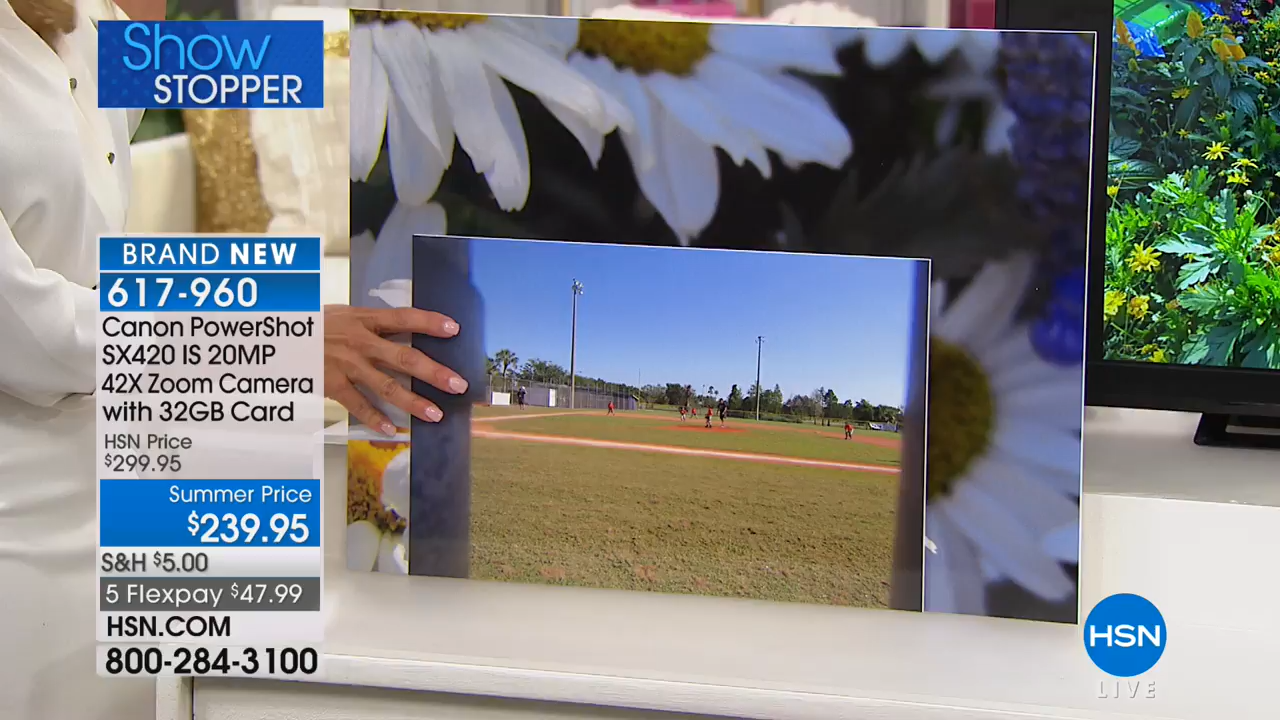 Show
STOPPER
BRAND NEW
617-960
Canon PowerShot
SX420 IS 20MP
42X Zoom Camera
with 32GB Card
HSN Price
$299.95
Summer Price
$239.95
S&H $5.00
5 Flexpay $47.99
HSN.COM
800-284-3100
HSN
LIVE